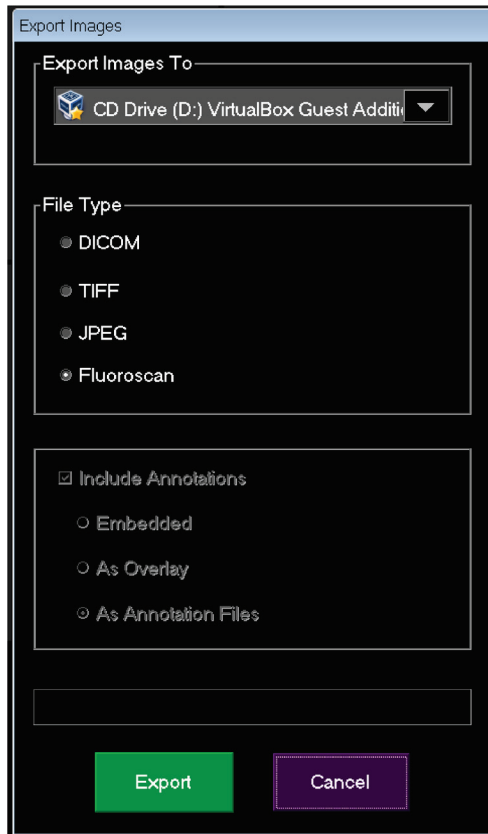 Export Images
Export Images To
CD Drive (D:) VirtualBox Guest Additi
File Type
DICOM
TIFF
JPEG
Fluoroscan
Include Annotations
Embedded
As Overlay
As Annotation Files
Export
Cancel